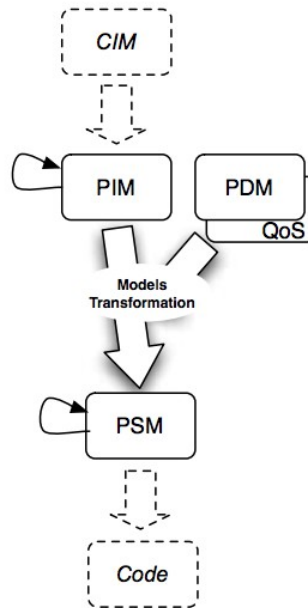 CIM
PIM
PDM
QoS
Models
Transformation
PSM
Code